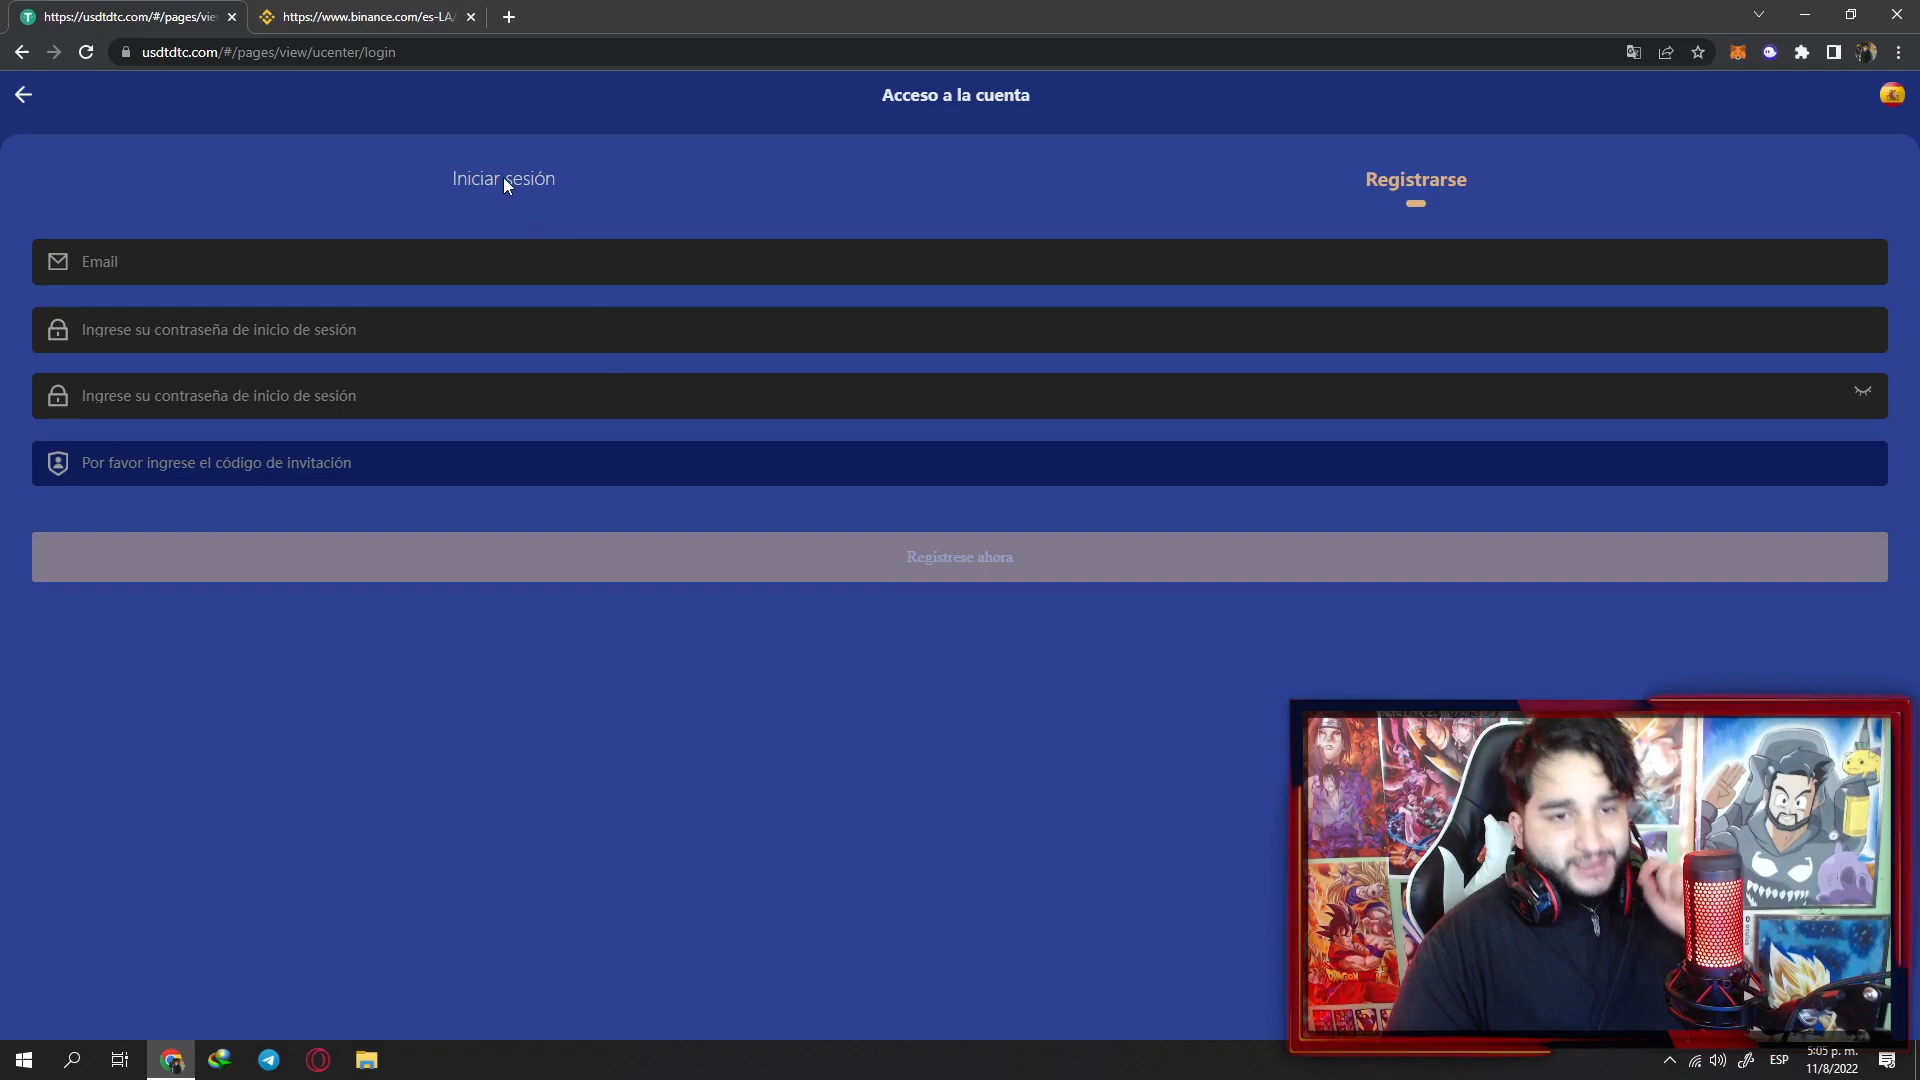 https://usdtdtc.com/#/pages/vie
https://www.binance.com/es-LA/
usdtdtc.com/#/pages/view/ucenter/login
Acceso a la cuenta
Iniciar sesión
Registrarse
Email
Ingrese su contraseña de inicio de sesión
Ingrese su contraseña de inicio de sesión
Por favor ingrese el código de invitación
Regístrese ahora
DRAGON
ESP
5:05 p. m.
11/8/2022